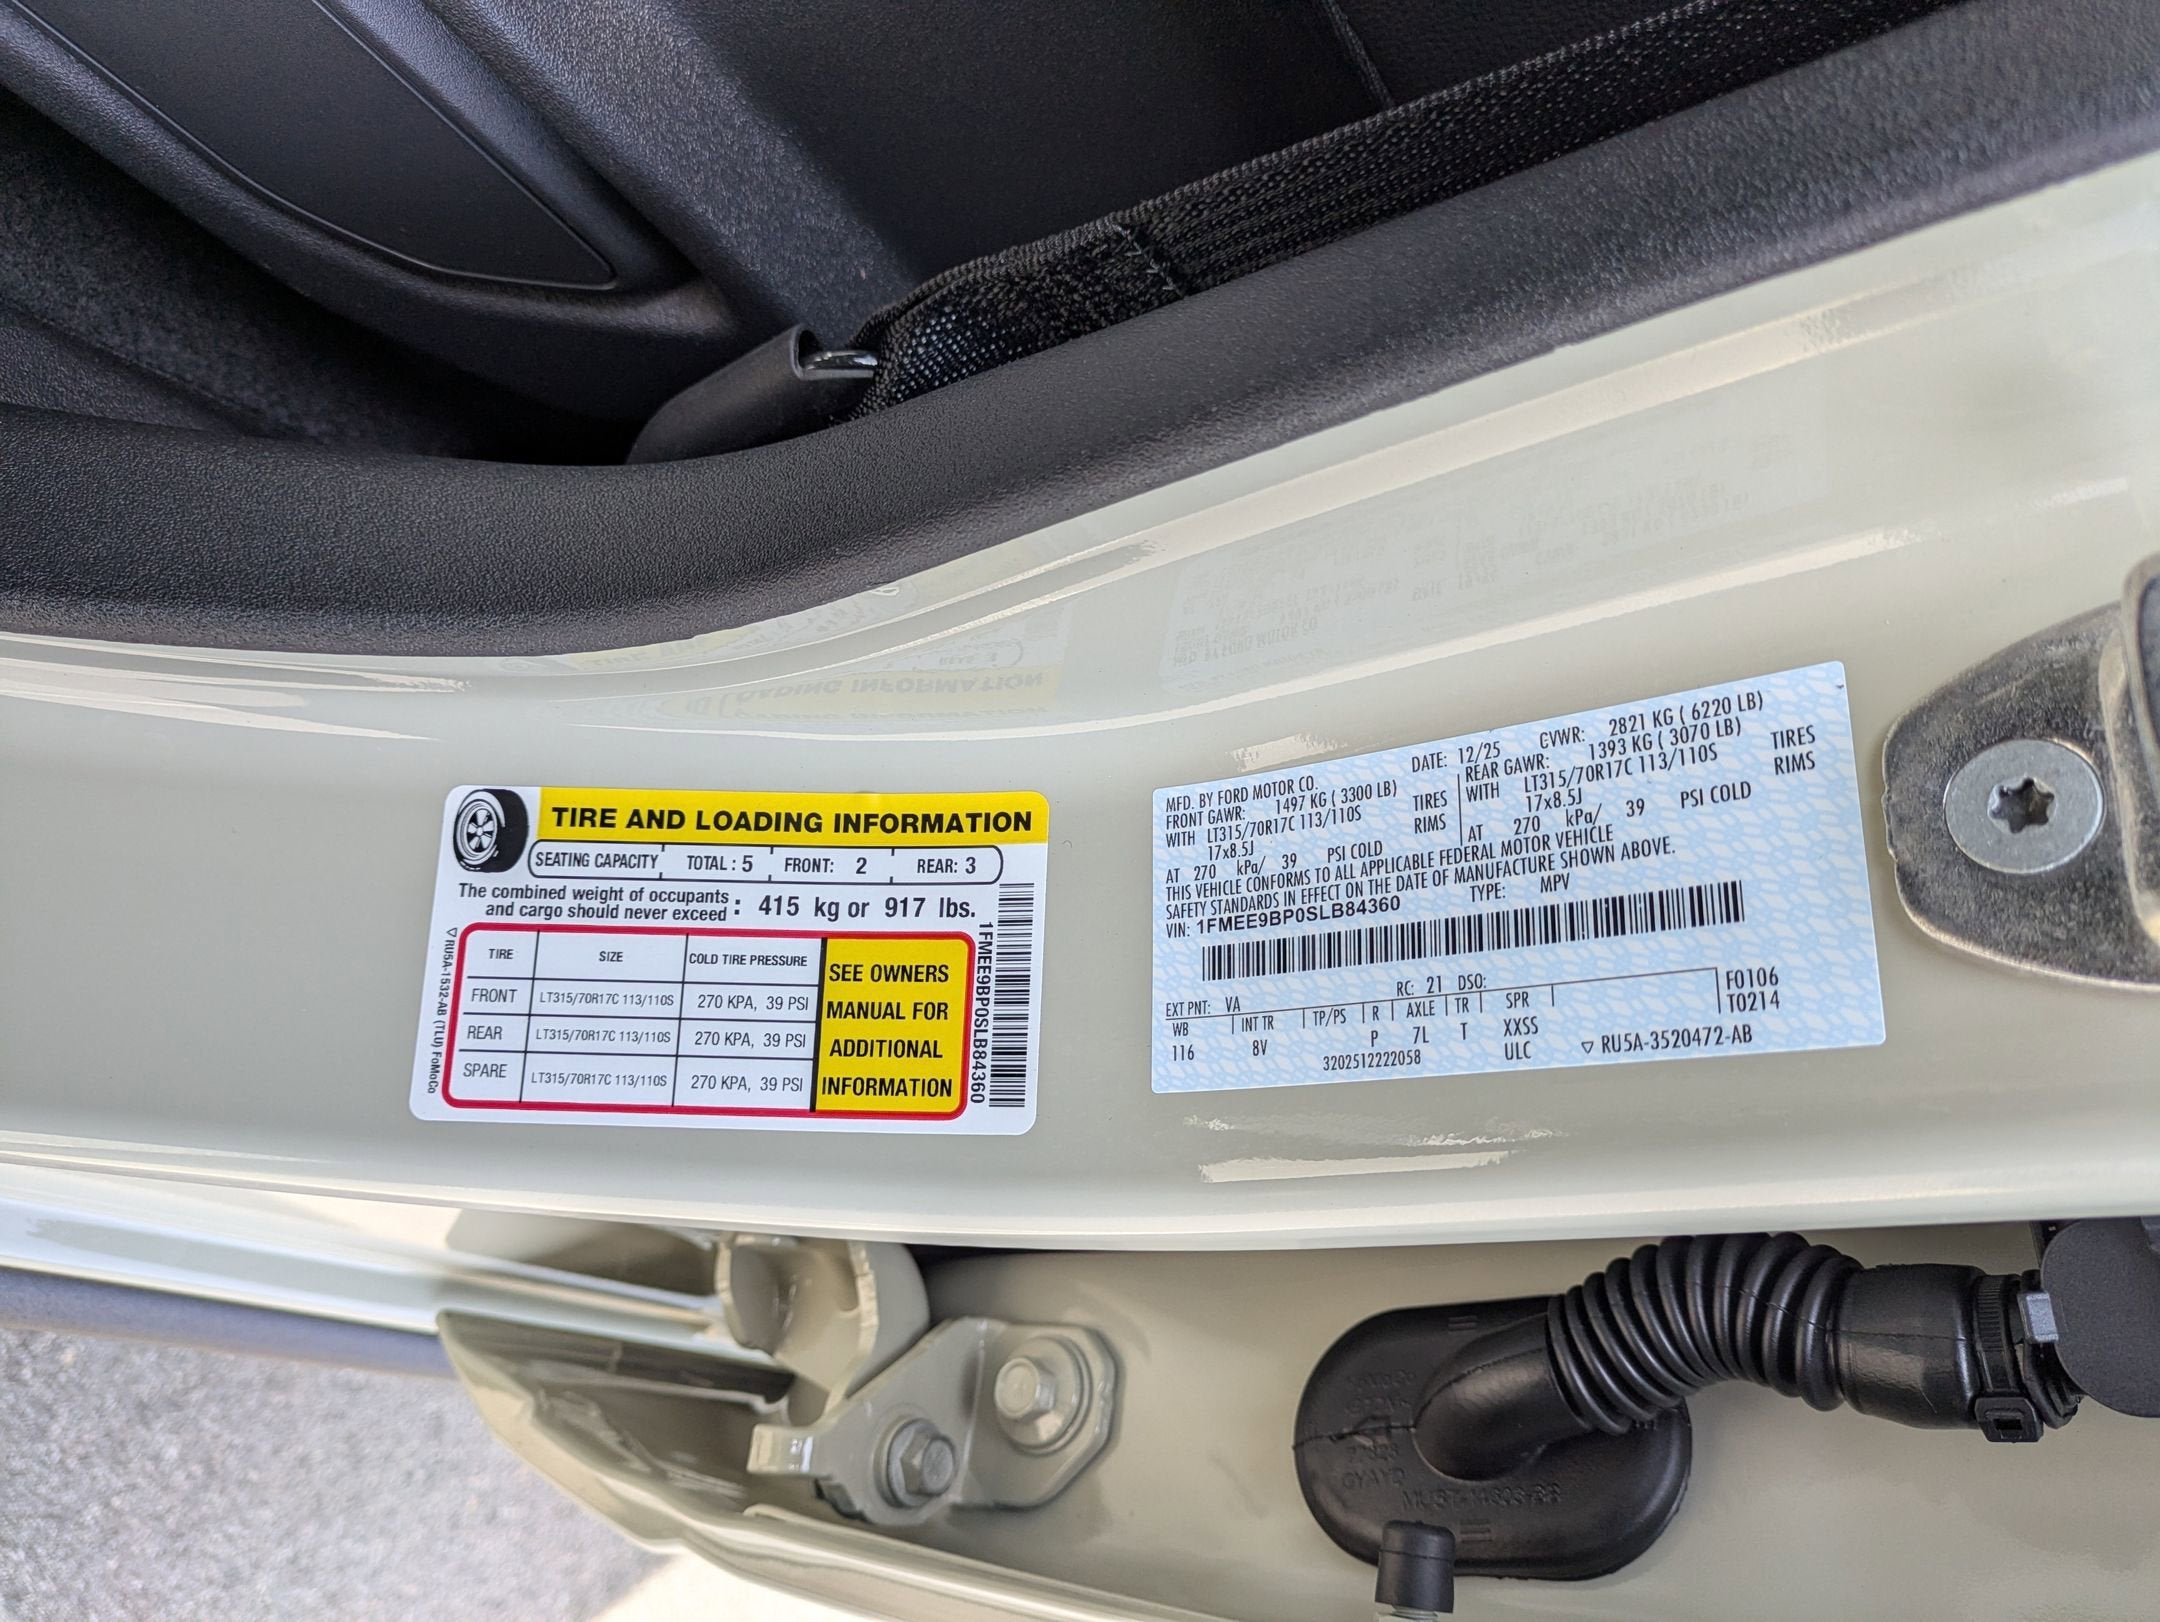 TIRE AND LOADING INFORMATION
SEATING CAPACITY TOTAL : 5 FRONT: 2 REAR: 3
The combined weight of occupants
and cargo should never exceed : 415 kg or 917 lbs.
TIRE SIZE COLD TIRE PRESSURE
FRONT LT315/70R17C 113/110S 270 KPA, 39 PSI
REAR LT315/70R17C 113/110S 270 KPA, 39 PSI
SPARE LT315/70R17C 113/110S 270 KPA, 39 PSI
SEE OWNERS
MANUAL FOR
ADDITIONAL
INFORMATION
1FMEE9BP0SLB84360
RU5A-1532-AB (TLU) FoMoCo
MFD. BY FORD MOTOR CO. DATE: 12/25 GVWR: 2821 KG ( 6220 LB)
FRONT GAWR: 1497 KG ( 3300 LB) REAR GAWR: 1393 KG ( 3070 LB)
WITH LT315/70R17C 113/110S TIRES WITH LT315/70R17C 113/110S TIRES
17x8.5J RIMS 17x8.5J RIMS
AT 270 kPa/ 39 PSI COLD AT 270 kPa/ 39 PSI COLD
THIS VEHICLE CONFORMS TO ALL APPLICABLE FEDERAL MOTOR VEHICLE
SAFETY STANDARDS IN EFFECT ON THE DATE OF MANUFACTURE SHOWN ABOVE.
VIN: 1FMEE9BP0SLB84360 TYPE: MPV
EXT PNT: VA RC: 21 DSO: F0106
WB INT TR TP/PS R AXLE TR SPR T0214
116 8V P 7L T XXSS
3202512222058 ULC RU5A-3520472-AB
GYAYD